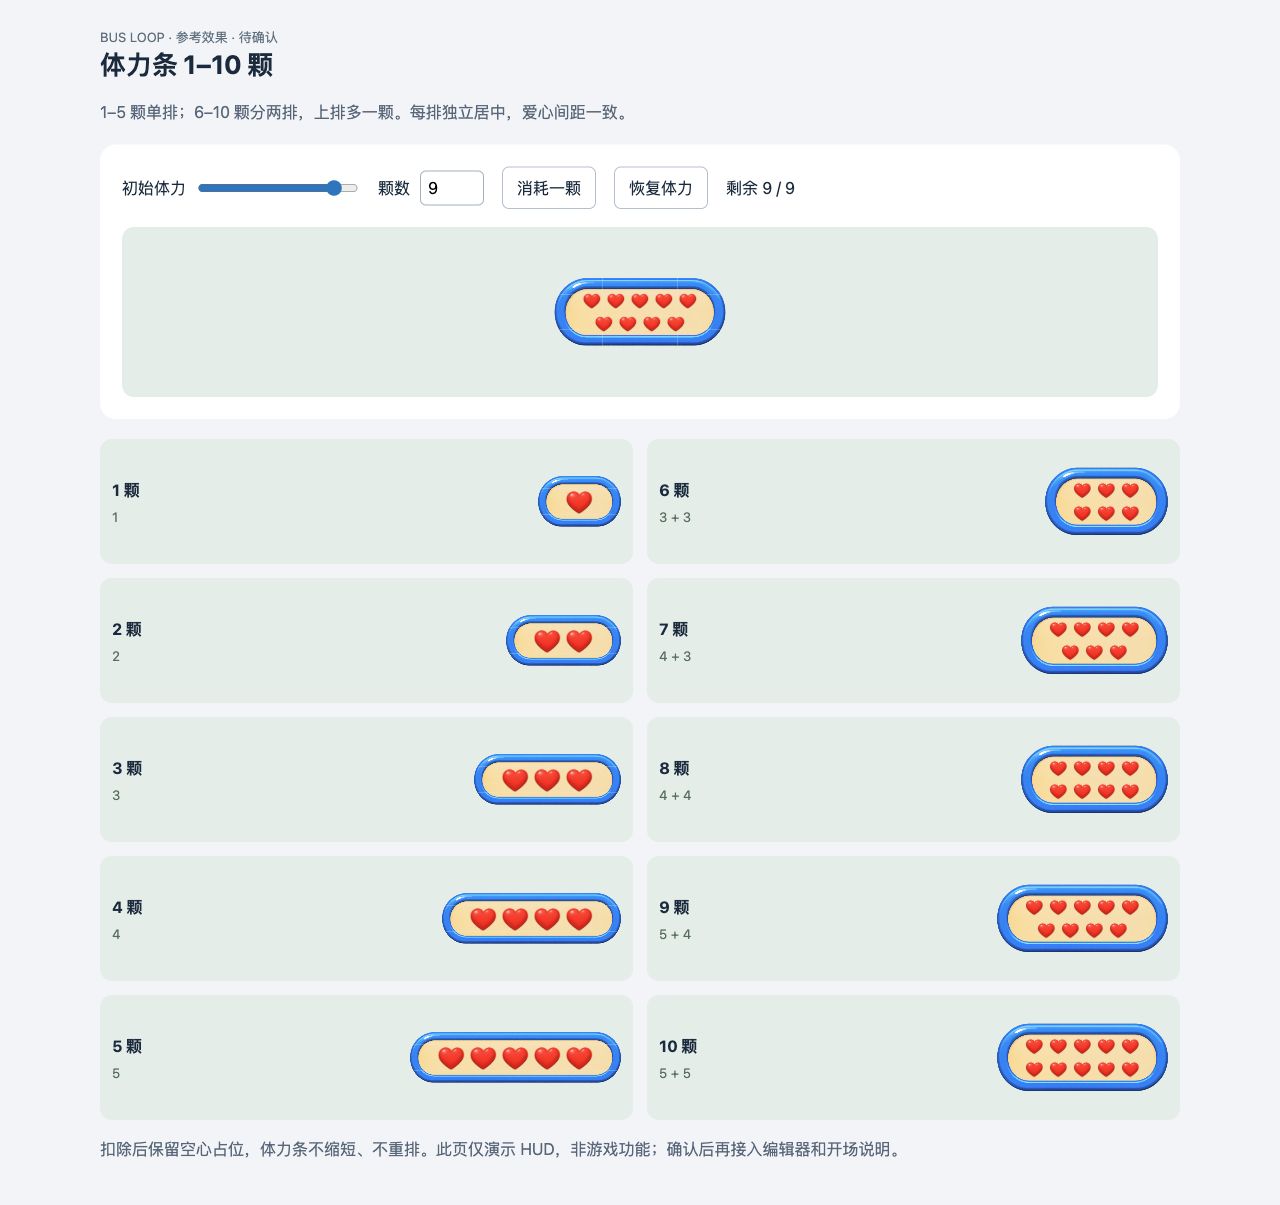 BUS LOOP · 参考效果 · 待确认
体力条 1–10 颗
1–5 颗单排；6–10 颗分两排，上排多一颗。每排独立居中，爱心间距一致。
初始体力 颗数 9 消耗一颗 恢复体力 剩余 9 / 9
1 颗
1
6 颗
3 + 3
2 颗
2
7 颗
4 + 3
3 颗
3
8 颗
4 + 4
4 颗
4
9 颗
5 + 4
5 颗
5
10 颗
5 + 5
扣除后保留空心占位，体力条不缩短、不重排。此页仅演示 HUD，非游戏功能；确认后再接入编辑器和开场说明。